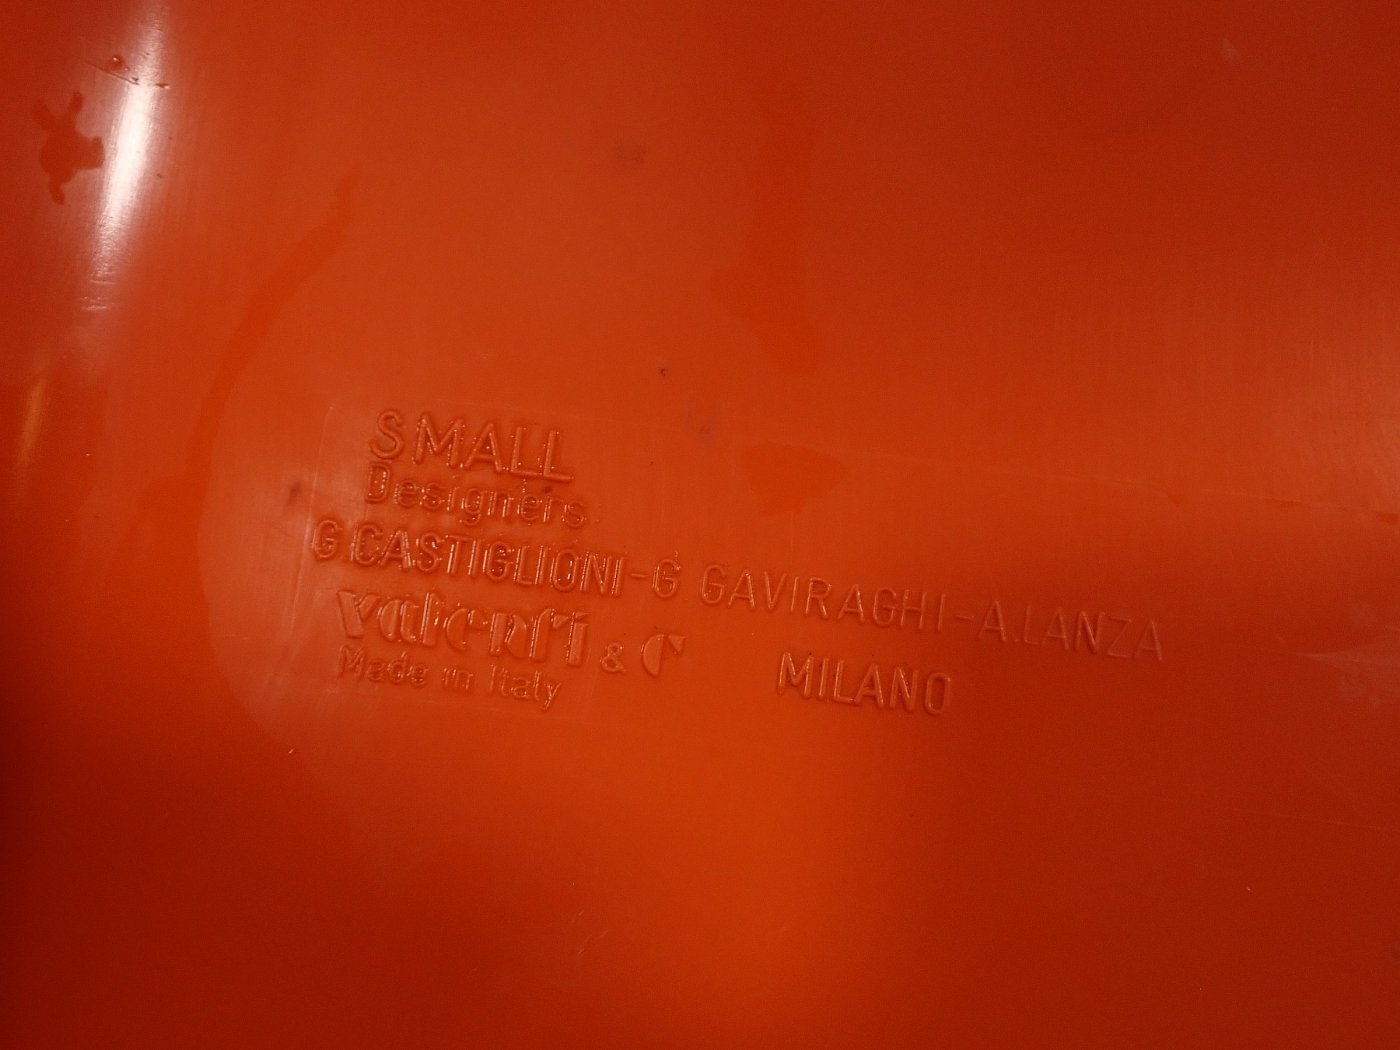 SMALL
Designers
G.CASTIGLIONI-G GAVIRAGHI-A.LANZA
valenti & C MILANO
Made in Italy